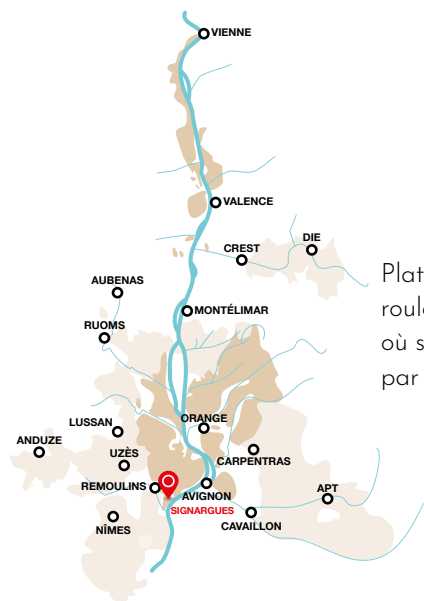 VIENNE
VALENCE
DIE
CREST
AUBENAS
MONTÉLIMAR
RUOMS
Plat
roul
où s
par
ORANGE
LUSSAN
ANDUZE
UZÈS
CARPENTRAS
REMOULINS
AVIGNON
APT
SIGNARGUES
CAVAILLON
NÎMES